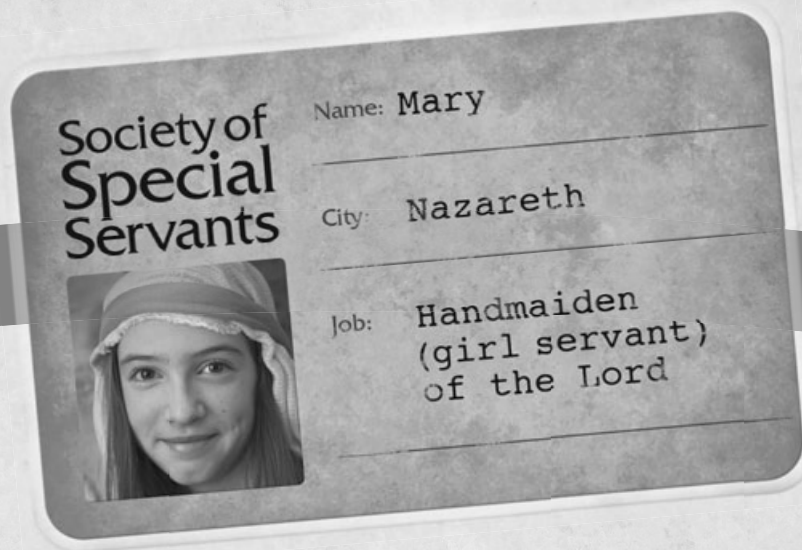 Society of
Special
Servants
Name: Mary
City: Nazareth
Job: Handmaiden
(girl servant)
of the Lord